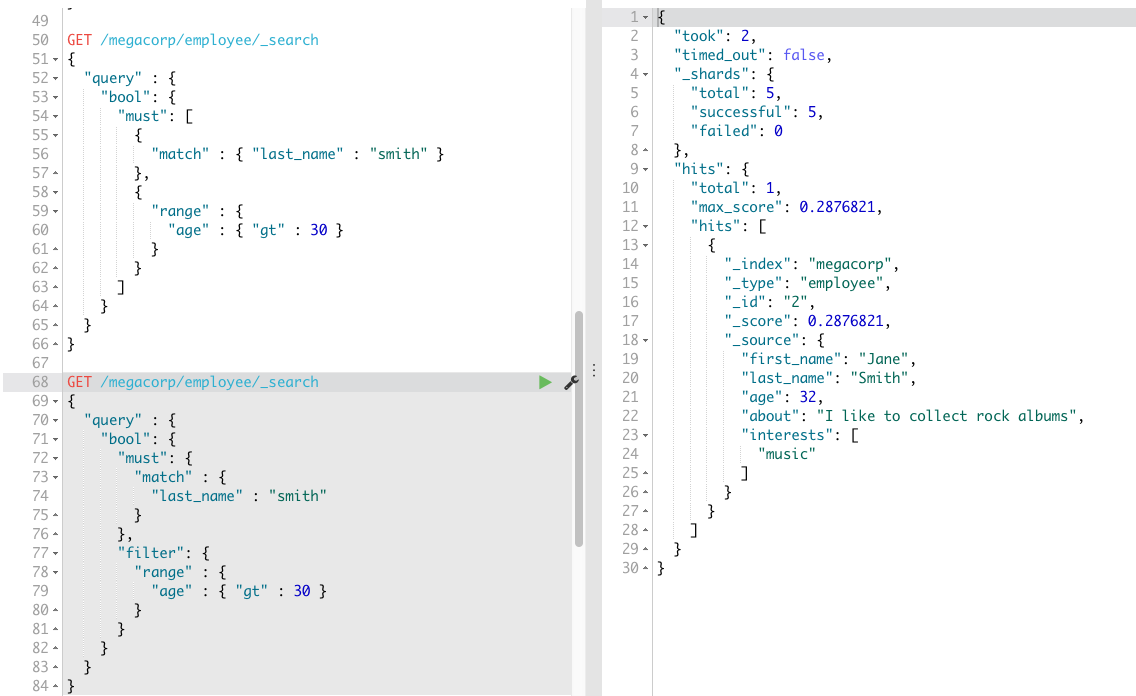 49
50 GET /megacorp/employee/_search
51 {
52   "query" : {
53     "bool": {
54       "must": [
55         {
56           "match" : { "last_name" : "smith" }
57         },
58         {
59           "range" : {
60             "age" : { "gt" : 30 }
61           }
62         }
63       ]
64     }
65   }
66 }
67
68 GET /megacorp/employee/_search
69 {
70   "query" : {
71     "bool": {
72       "must": {
73         "match" : {
74           "last_name" : "smith"
75         }
76       },
77       "filter": {
78         "range" : {
79           "age" : { "gt" : 30 }
80         }
81       }
82     }
83   }
84 }
1 {
2   "took": 2,
3   "timed_out": false,
4   "_shards": {
5     "total": 5,
6     "successful": 5,
7     "failed": 0
8   },
9   "hits": {
10     "total": 1,
11     "max_score": 0.2876821,
12     "hits": [
13       {
14         "_index": "megacorp",
15         "_type": "employee",
16         "_id": "2",
17         "_score": 0.2876821,
18         "_source": {
19           "first_name": "Jane",
20           "last_name": "Smith",
21           "age": 32,
22           "about": "I like to collect rock albums",
23           "interests": [
24             "music"
25           ]
26         }
27       }
28     ]
29   }
30 }